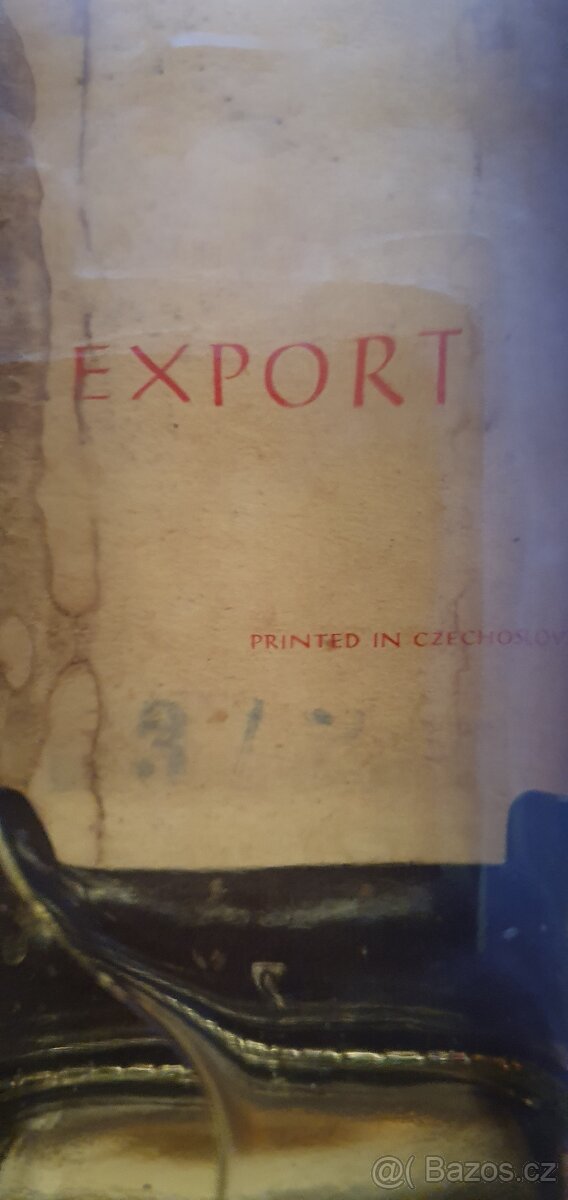 EXPORT
PRINTED IN CZECHOSLOV
@( Bazos.cz